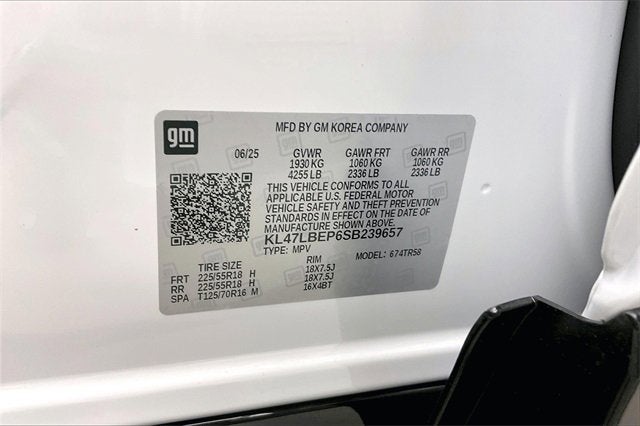 gm
MFD BY GM KOREA COMPANY
06/25 GVWR GAWR FRT GAWR RR
1930 KG 1060 KG 1060 KG
4255 LB 2336 LB 2336 LB
THIS VEHICLE CONFORMS TO ALL
APPLICABLE U.S. FEDERAL MOTOR
VEHICLE SAFETY, BUMPER, AND THEFT PREVENTION
STANDARDS IN EFFECT ON THE DATE OF
MANUFACTURE SHOWN ABOVE.
KL47LBEP6SB239657
TYPE: MPV MODEL: 674TR58
TIRE SIZE RIM
FRT 225/55R18 H 18X7.5J
RR 225/55R18 H 18X7.5J
SPA T125/70R16 M 16X4BT